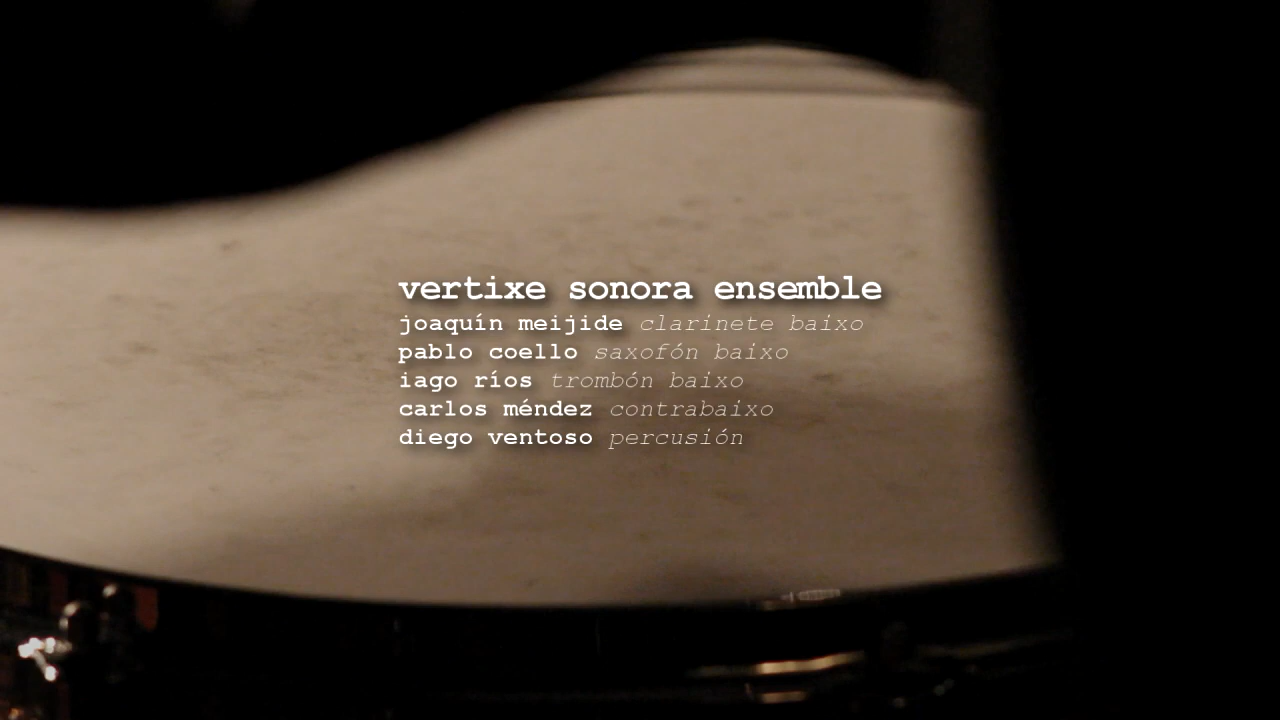 vertixe sonora ensemble
joaquín meijide clarinete baixo
pablo coello saxofón baixo
iago ríos trombón baixo
carlos méndez contrabaixo
diego ventoso percusión